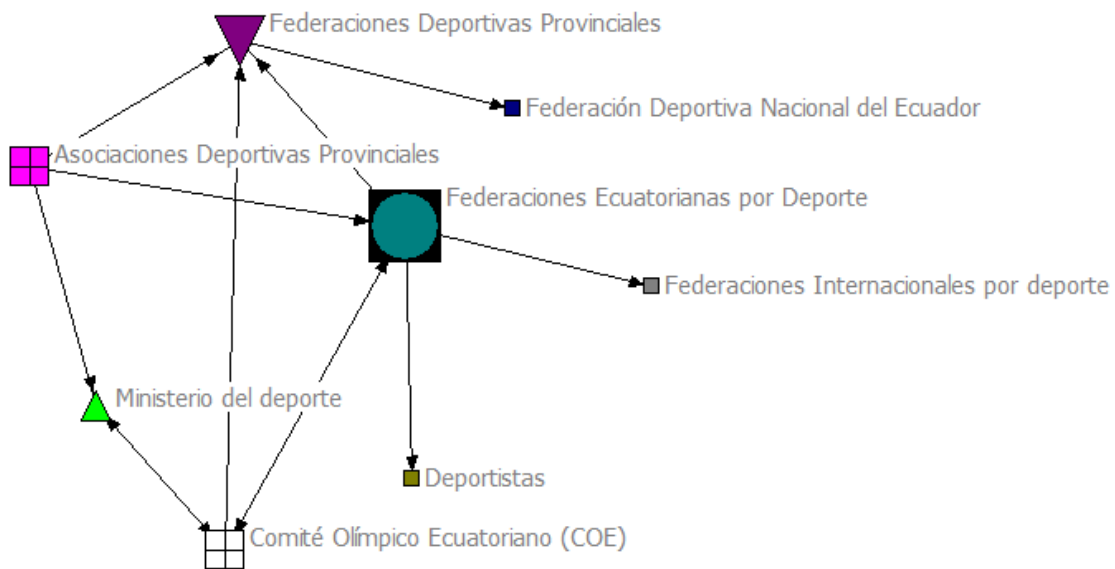 Federaciones Deportivas Provinciales
Federación Deportiva Nacional del Ecuador
Asociaciones Deportivas Provinciales
Federaciones Ecuatorianas por Deporte
Federaciones Internacionales por deporte
Ministerio del deporte
Deportistas
Comité Olímpico Ecuatoriano (COE)